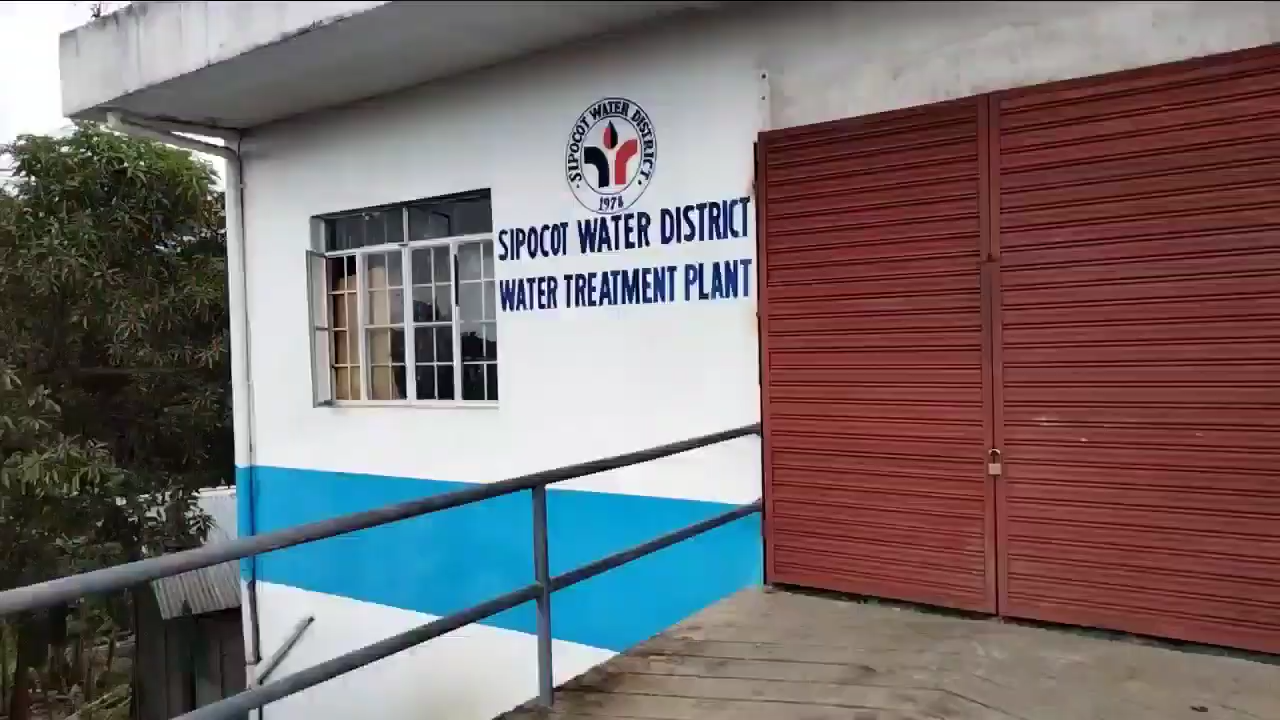 · SIPOCOT WATER DISTRICT ·
1978
SIPOCOT WATER DISTRICT
WATER TREATMENT PLANT